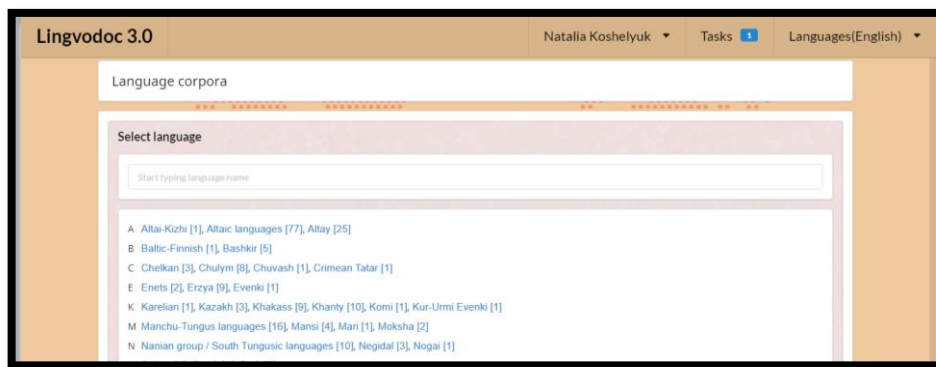 Lingvodoc 3.0 Natalia Koshelyuk Tasks 1 Languages(English)
Language corpora
Select language
Start typing language name
A Altai-Kizhi [1], Altaic languages [77], Altay [25]
B Baltic-Finnish [1], Bashkir [5]
C Chelkan [3], Chulym [8], Chuvash [1], Crimean Tatar [1]
E Enets [2], Erzya [9], Evenki [1]
K Karelian [1], Kazakh [3], Khakass [9], Khanty [10], Komi [1], Kur-Urmi Evenki [1]
M Manchu-Tungus languages [16], Mansi [4], Mari [1], Moksha [2]
N Nanian group / South Tungusic languages [10], Negidal [3], Nogai [1]